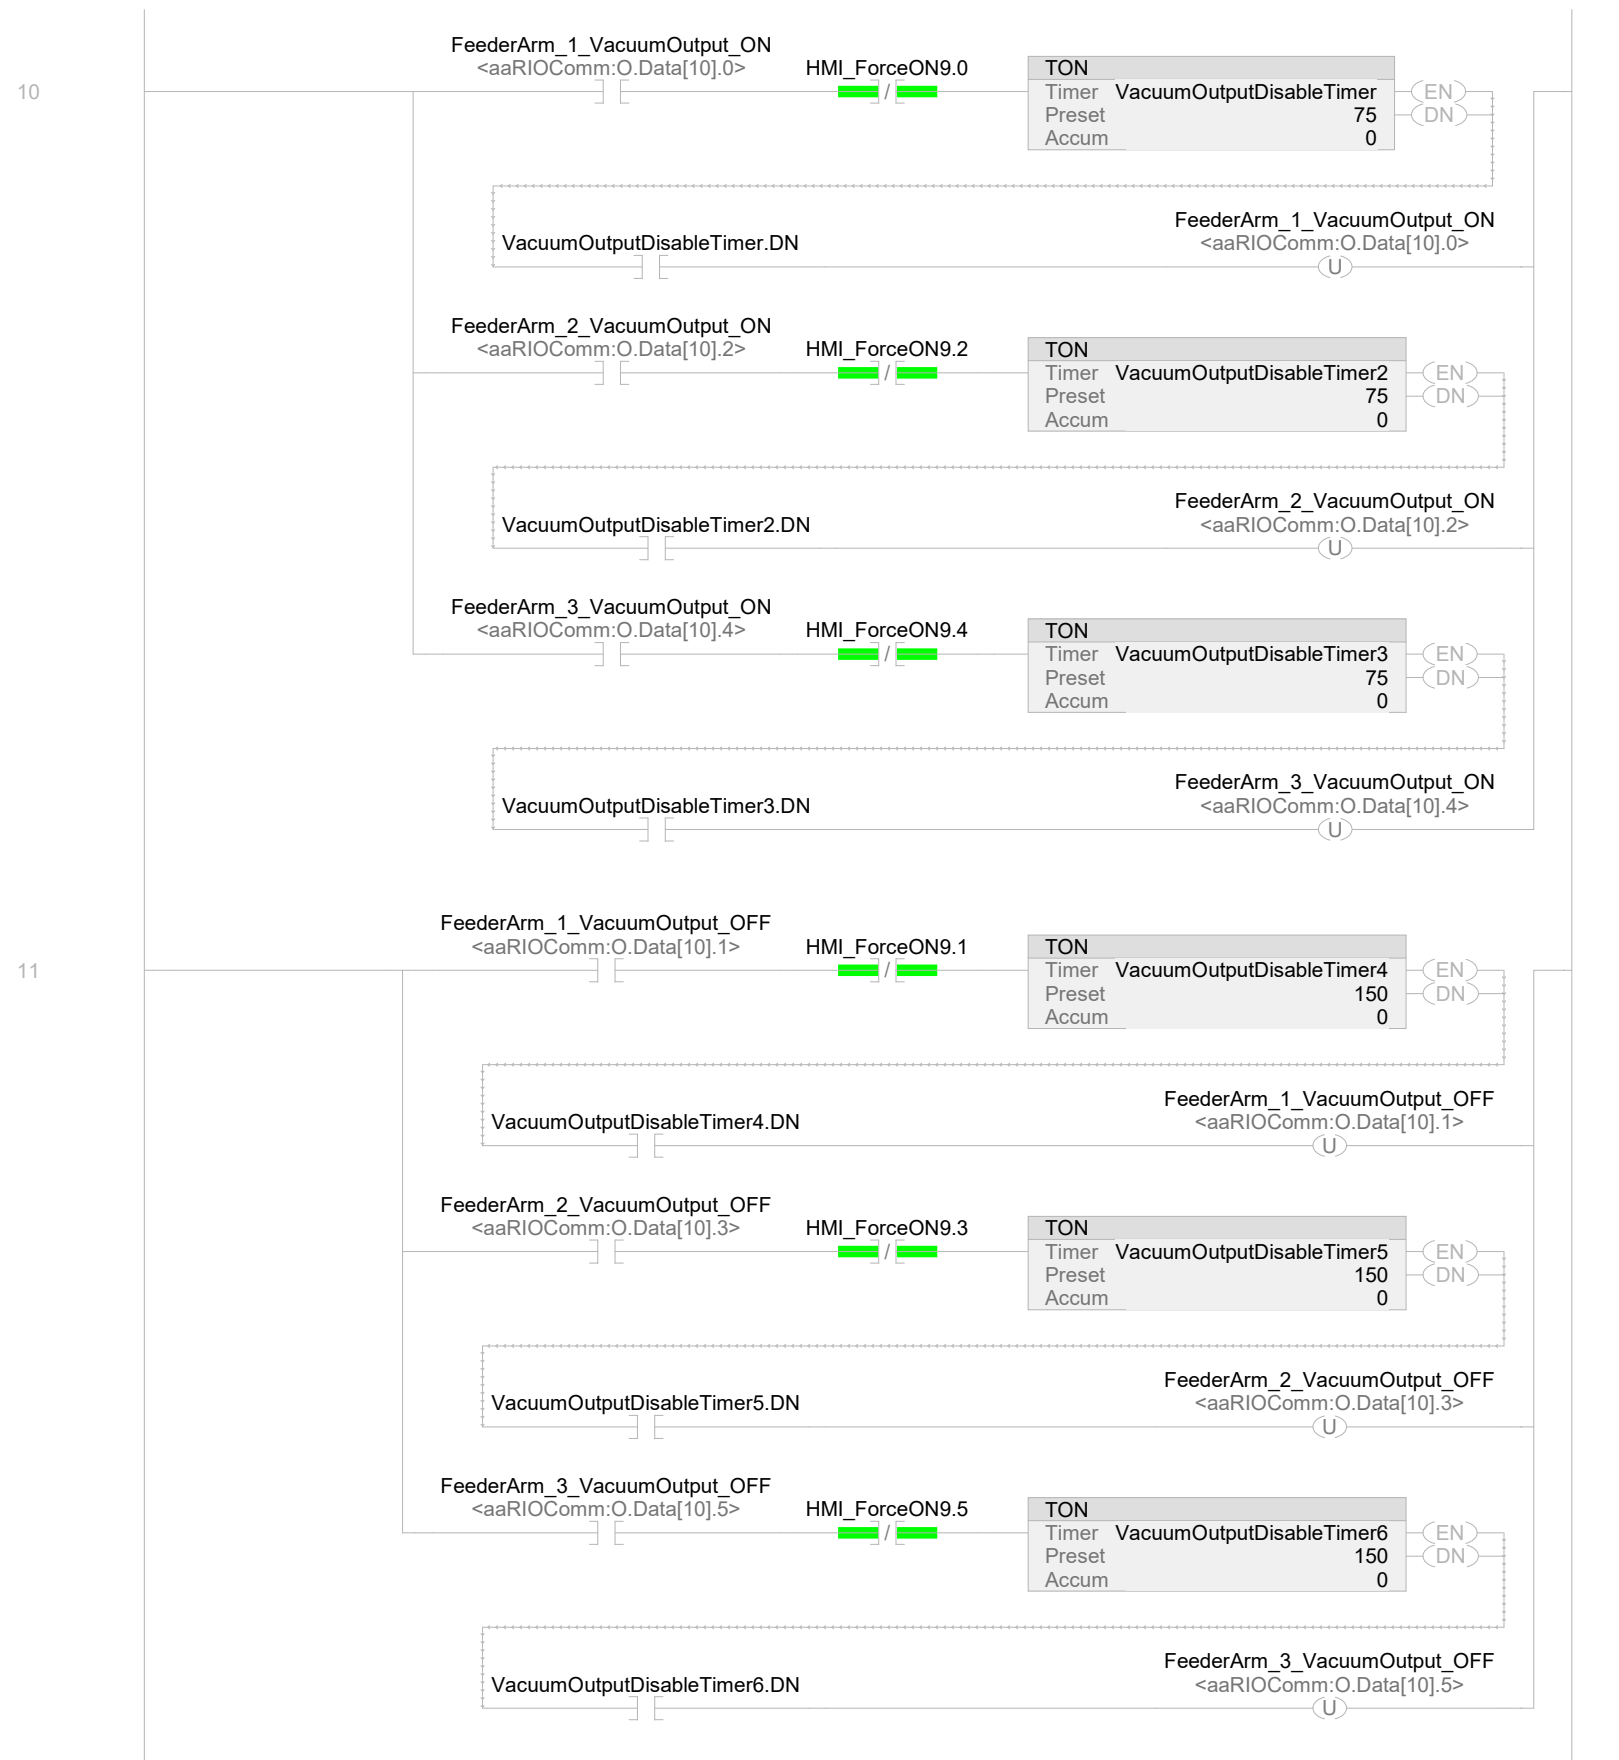 FeederArm_1_VacuumOutput_ON
<aaRIOComm:O.Data[10].0>
HMI_ForceON9.0
TON
10
/
Timer VacuumOutputDisableTimer
EN
Preset 75
DN
Accum 0
FeederArm_1_VacuumOutput_ON
VacuumOutputDisableTimer.DN
<aaRIOComm:O.Data[10].0>
U
FeederArm_2_VacuumOutput_ON
<aaRIOComm:O.Data[10].2>
HMI_ForceON9.2
TON
/
Timer VacuumOutputDisableTimer2
EN
Preset 75
DN
Accum 0
FeederArm_2_VacuumOutput_ON
VacuumOutputDisableTimer2.DN
<aaRIOComm:O.Data[10].2>
U
FeederArm_3_VacuumOutput_ON
<aaRIOComm:O.Data[10].4>
HMI_ForceON9.4
TON
/
Timer VacuumOutputDisableTimer3
EN
Preset 75
DN
Accum 0
FeederArm_3_VacuumOutput_ON
VacuumOutputDisableTimer3.DN
<aaRIOComm:O.Data[10].4>
U
FeederArm_1_VacuumOutput_OFF
<aaRIOComm:O.Data[10].1>
HMI_ForceON9.1
TON
11
/
Timer VacuumOutputDisableTimer4
EN
Preset 150
DN
Accum 0
FeederArm_1_VacuumOutput_OFF
VacuumOutputDisableTimer4.DN
<aaRIOComm:O.Data[10].1>
U
FeederArm_2_VacuumOutput_OFF
<aaRIOComm:O.Data[10].3>
HMI_ForceON9.3
TON
/
Timer VacuumOutputDisableTimer5
EN
Preset 150
DN
Accum 0
FeederArm_2_VacuumOutput_OFF
VacuumOutputDisableTimer5.DN
<aaRIOComm:O.Data[10].3>
U
FeederArm_3_VacuumOutput_OFF
<aaRIOComm:O.Data[10].5>
HMI_ForceON9.5
TON
/
Timer VacuumOutputDisableTimer6
EN
Preset 150
DN
Accum 0
FeederArm_3_VacuumOutput_OFF
VacuumOutputDisableTimer6.DN
<aaRIOComm:O.Data[10].5>
U